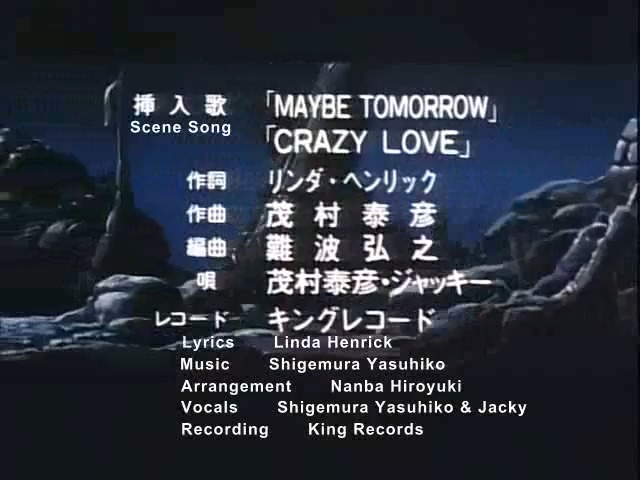 挿入歌 「MAYBE TOMORROW」
Scene Song
「CRAZY LOVE」
作詞 リンダ・ヘンリック
作曲 茂村泰彦
編曲 難波弘之
唄 茂村泰彦・ジャッキー
レコード キングレコード
Lyrics Linda Henrick
Music Shigemura Yasuhiko
Arrangement Nanba Hiroyuki
Vocals Shigemura Yasuhiko & Jacky
Recording King Records